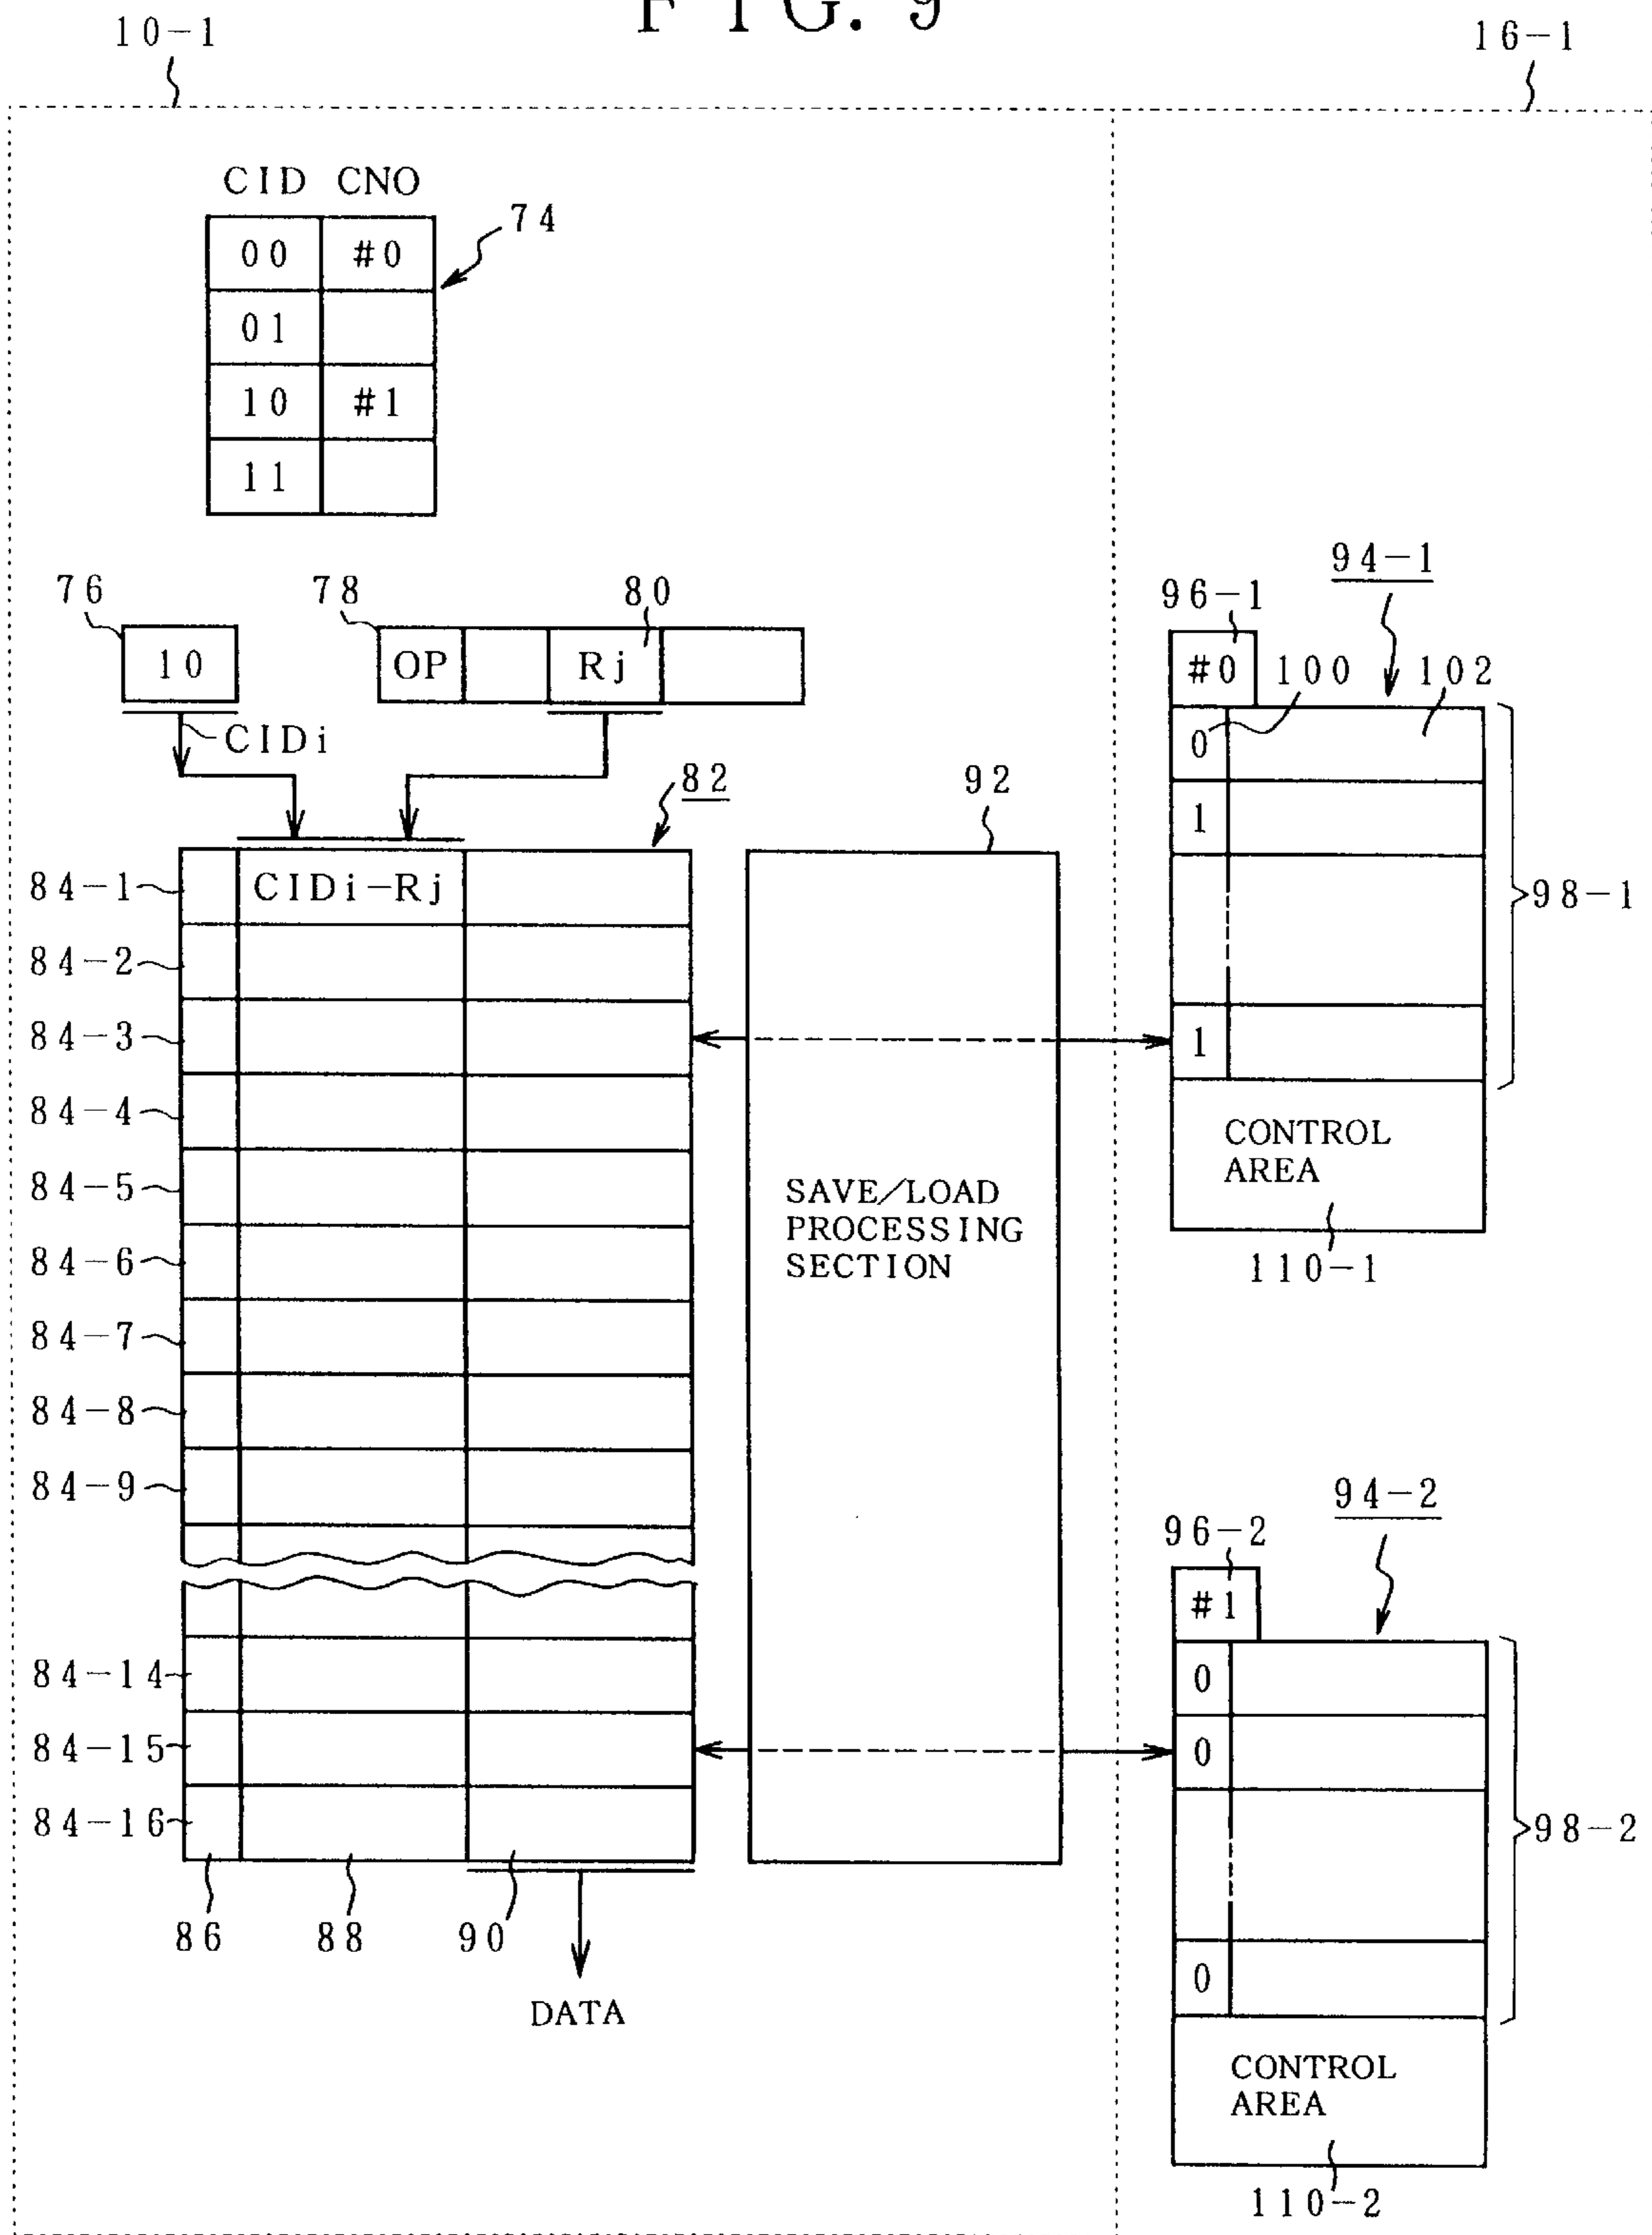 FIG. 9
10-1
16-1
CID CNO
74
00 #0
01
10 #1
11
76
78
80
10
OP Rj
CIDi
82
92
94-1
96-1
#0 100 102
0
1
1
98-1
CONTROL
AREA
110-1
84-1 CIDi-Rj
84-2
84-3
84-4
84-5
84-6
84-7
84-8
84-9
84-14
84-15
84-16
SAVE/LOAD
PROCESSING
SECTION
94-2
96-2
#1
0
0
0
98-2
86 88 90
DATA
CONTROL
AREA
110-2